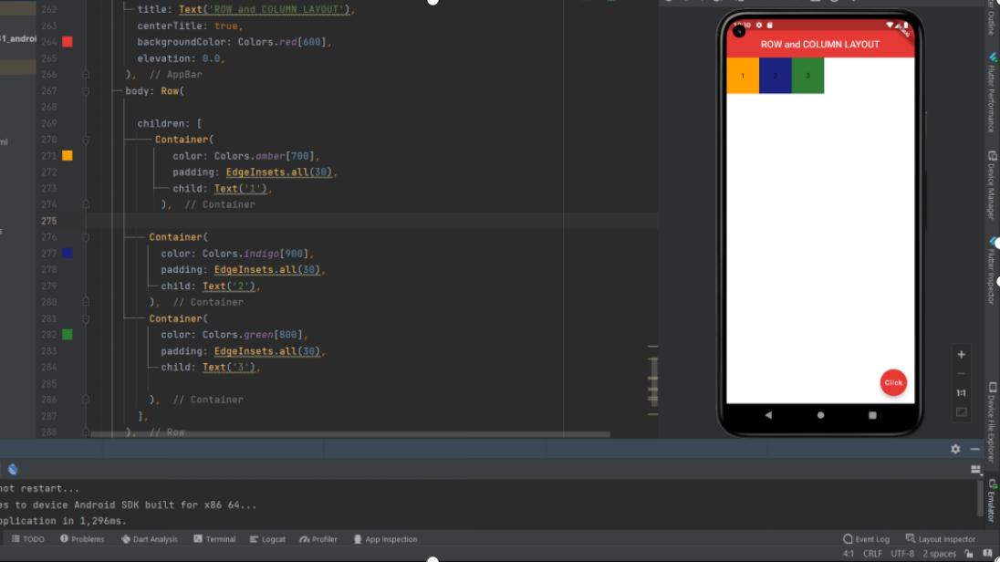 262 title: Text('ROW and COLUMN LAYOUT'),
263 centerTitle: true,
264 backgroundColor: Colors.red[600],
265 elevation: 0.0,
266 ), // AppBar
267 body: Row(
268
269 children: [
270 Container(
271 color: Colors.amber[700],
272 padding: EdgeInsets.all(30),
273 child: Text('1'),
274 ), // Container
275
276 Container(
277 color: Colors.indigo[900],
278 padding: EdgeInsets.all(30),
279 child: Text('2'),
280 ), // Container
281 Container(
282 color: Colors.green[800],
283 padding: EdgeInsets.all(30),
284 child: Text('3'),
285
286 ), // Container
287 ],
288 ), // Row
31_androi
ml
s
ROW and COLUMN LAYOUT
1 2 3
Click
1:1
Flutter Outline
Flutter Performance
Device Manager
Flutter Inspector
Device File Explorer
Emulator
not restart...
es to device Android SDK built for x86 64...
pplication in 1,296ms.
TODO Problems Dart Analysis Terminal Logcat Profiler App Inspection Event Log Layout Inspector
4:1 CRLF UTF-8 2 spaces